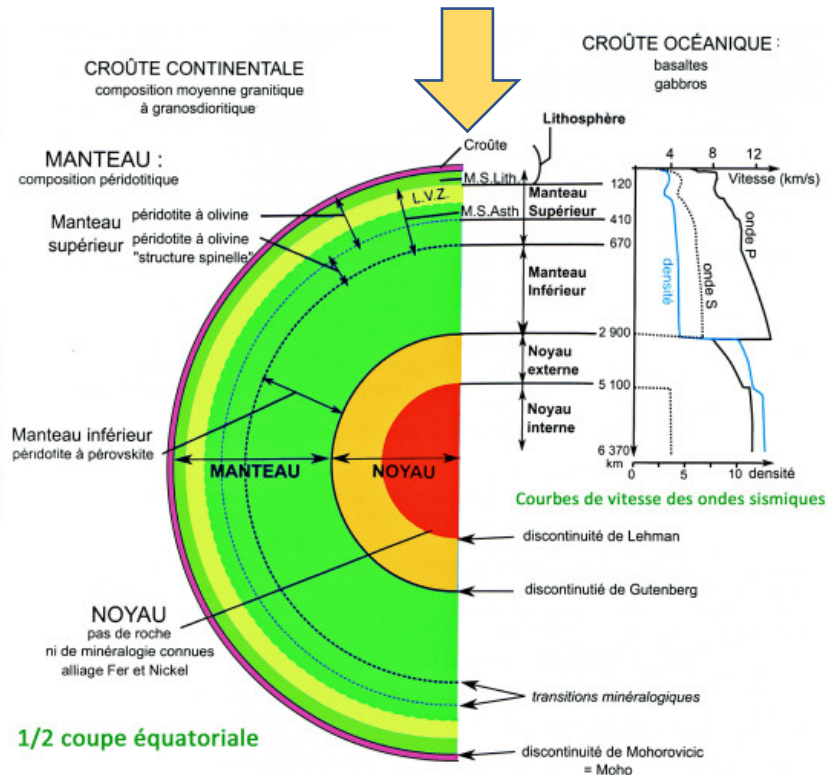 CROÛTE CONTINENTALE
composition moyenne granitique
à granosdioritique
CROÛTE OCÉANIQUE :
basaltes
gabbros
MANTEAU :
composition péridotitique
Manteau
supérieur
péridotite à olivine
péridotite à olivine
"structure spinelle"
Croûte
Lithosphère
M.S.Lith.
L.V.Z.
M.S.Asth
Manteau
Supérieur
Manteau
Inférieur
Noyau
externe
Noyau
interne
120
410
670
2 900
5 100
6 370
km
4 8 12
Vitesse (km/s)
densité
onde S
onde P
0 5 10 densité
Courbes de vitesse des ondes sismiques
Manteau inférieur
péridotite à pérovskite
MANTEAU
NOYAU
discontinuité de Lehman
discontinutié de Gutenberg
NOYAU
pas de roche
ni de minéralogie connues
alliage Fer et Nickel
transitions minéralogiques
1/2 coupe équatoriale
discontinuité de Mohorovicic
= Moho